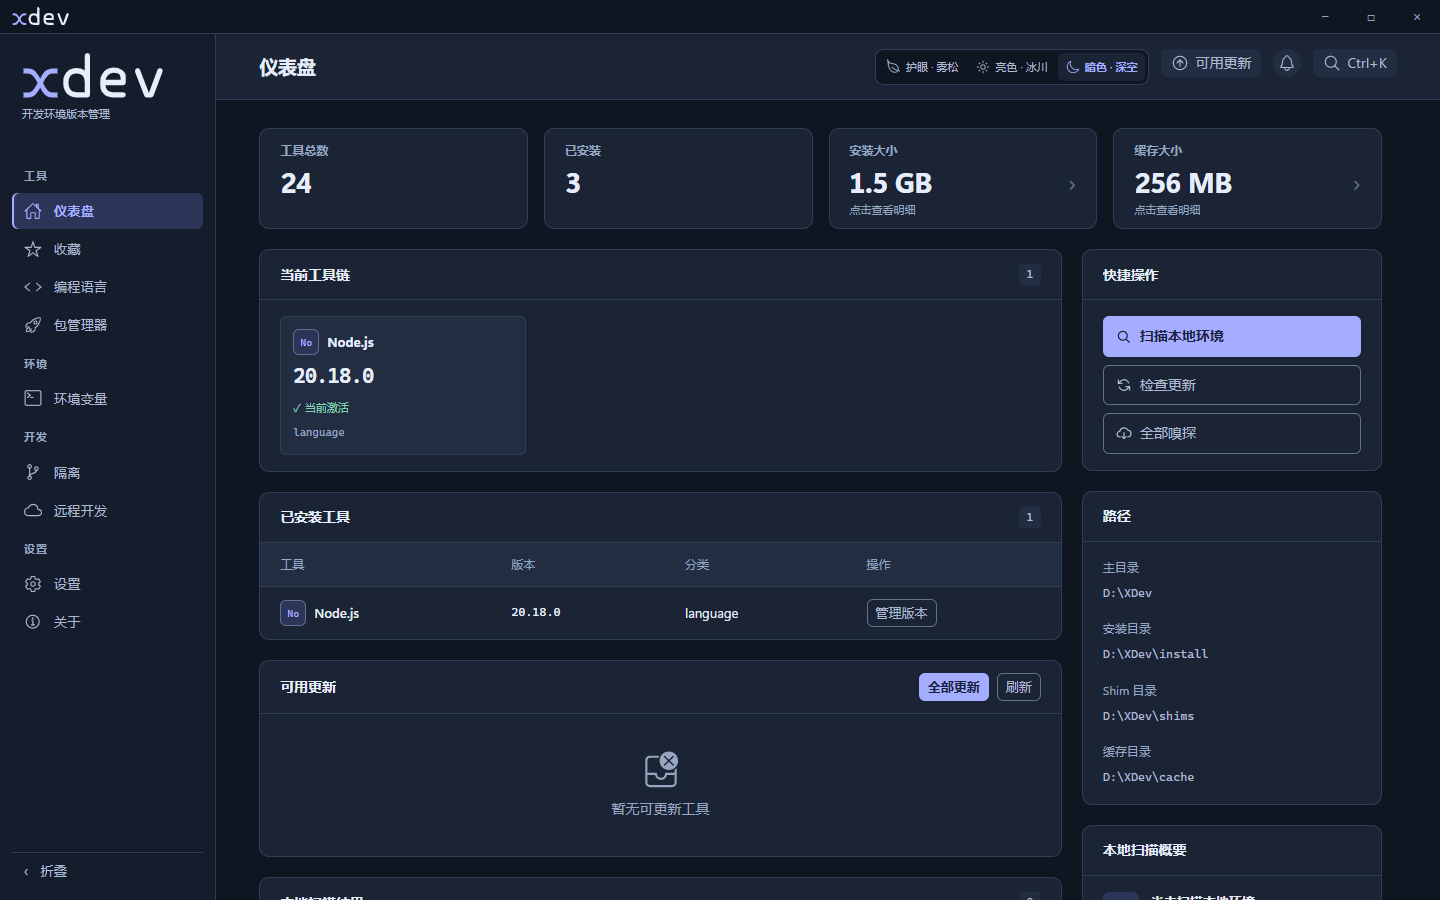 xdev
xdev
开发环境版本管理
工具
仪表盘
收藏
编程语言
包管理器
环境
环境变量
开发
隔离
远程开发
设置
设置
关于
折叠
仪表盘
护眼 · 雾松
亮色 · 冰川
暗色 · 深空
可用更新
Ctrl+K
工具总数
24
已安装
3
安装大小
1.5 GB
点击查看明细
缓存大小
256 MB
点击查看明细
当前工具链
1
No
Node.js
20.18.0
✓ 当前激活
language
已安装工具
1
工具 版本 分类 操作
No Node.js 20.18.0 language 管理版本
可用更新
全部更新
刷新
暂无可更新工具
快捷操作
扫描本地环境
检查更新
全部嗅探
路径
主目录
D:\XDev
安装目录
D:\XDev\install
Shim 目录
D:\XDev\shims
缓存目录
D:\XDev\cache
本地扫描概要